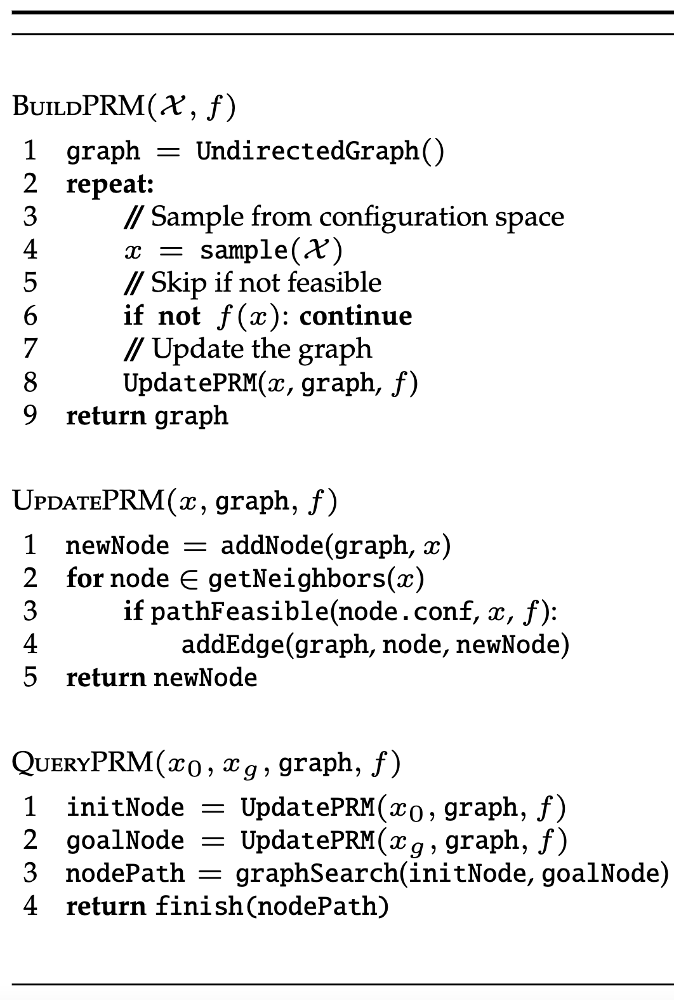 BUILDPRM(𝒳, f)
1 graph = UndirectedGraph()
2 repeat:
3 // Sample from configuration space
4 x = sample(𝒳)
5 // Skip if not feasible
6 if not f(x): continue
7 // Update the graph
8 UpdatePRM(x, graph, f)
9 return graph
UPDATEPRM(x, graph, f)
1 newNode = addNode(graph, x)
2 for node ∈ getNeighbors(x)
3 if pathFeasible(node.conf, x, f):
4 addEdge(graph, node, newNode)
5 return newNode
QUERYPRM(x₀, x_g, graph, f)
1 initNode = UpdatePRM(x₀, graph, f)
2 goalNode = UpdatePRM(x_g, graph, f)
3 nodePath = graphSearch(initNode, goalNode)
4 return finish(nodePath)